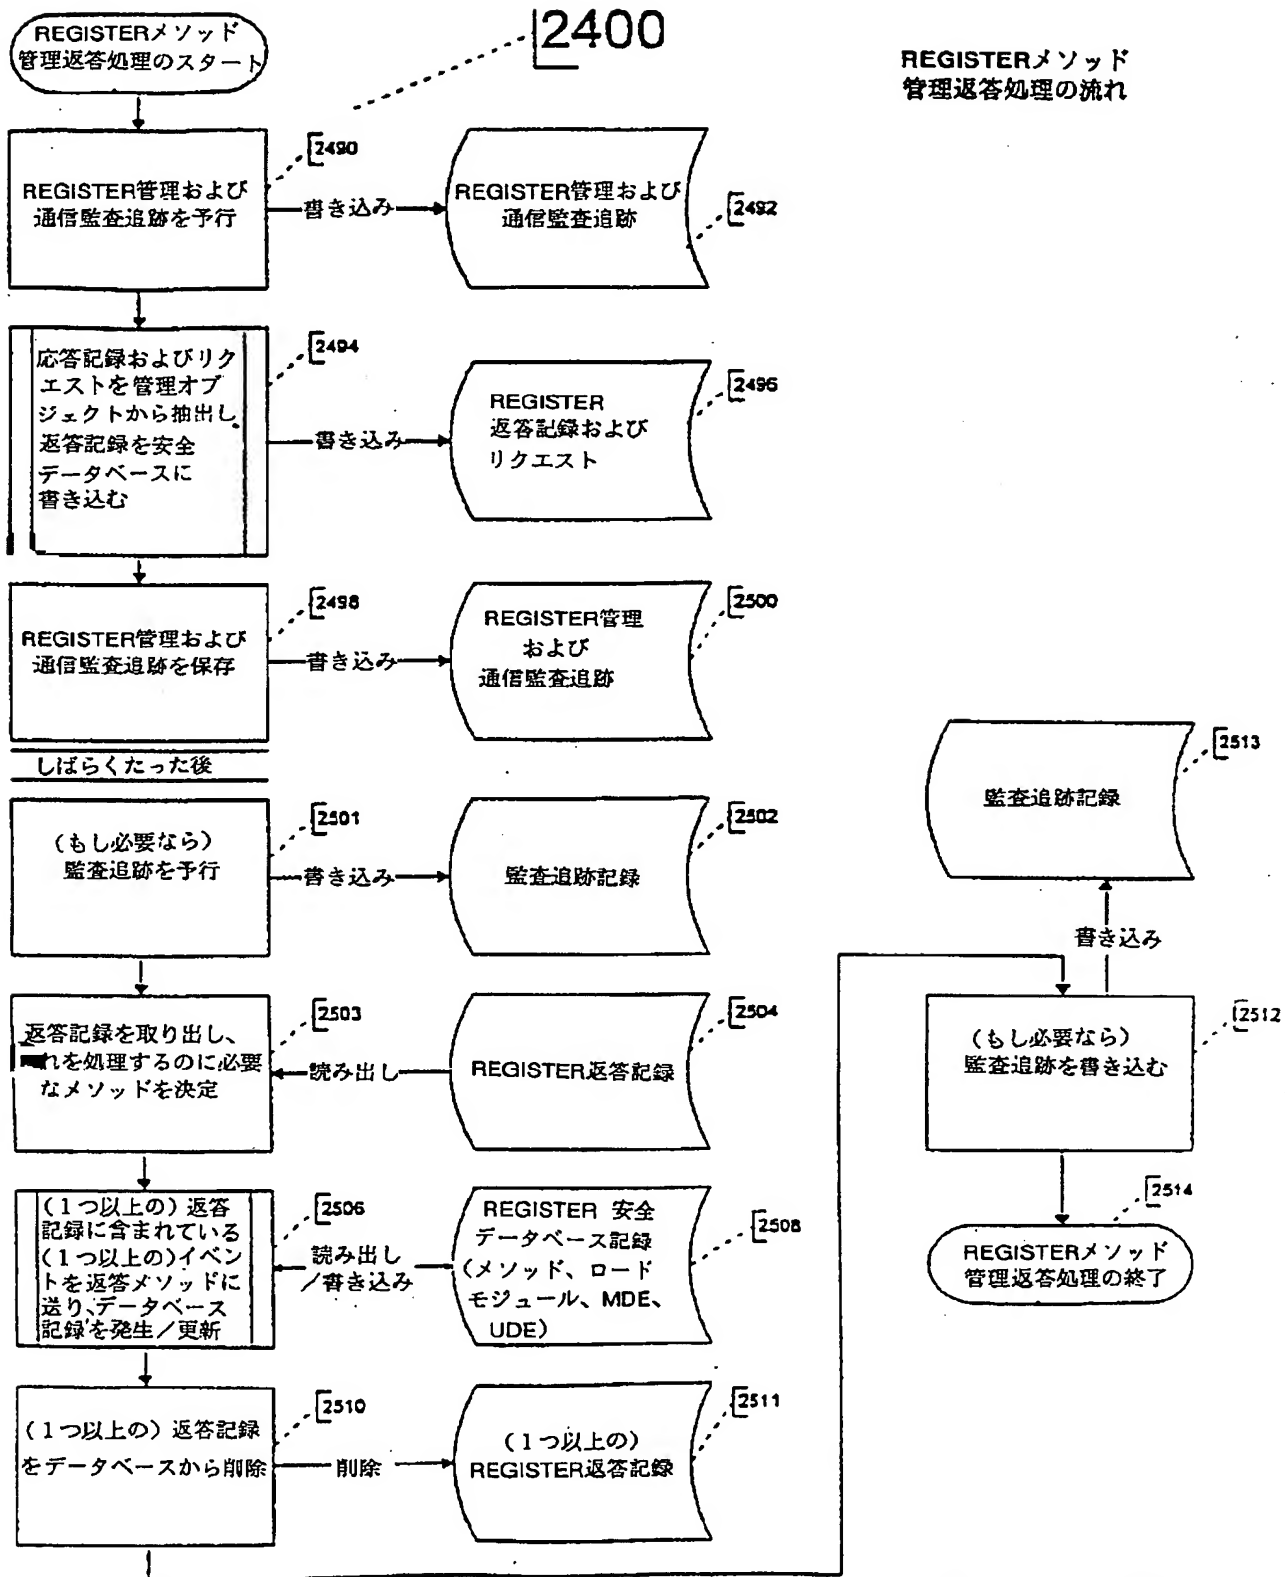 REGISTERメソッド
管理返答処理のスタート
2400
REGISTERメソッド
管理返答処理の流れ
2490
REGISTER管理および
通信監査追跡を予行
書き込み
REGISTER管理および
通信監査追跡
2492
2494
応答記録およびリク
エストを管理オブ
ジェクトから抽出し、
返答記録を安全
データベースに
書き込む
書き込み
REGISTER
返答記録および
リクエスト
2496
2498
REGISTER管理および
通信監査追跡を保存
書き込み
REGISTER管理
および
通信監査追跡
2500
しばらくたった後
2501
(もし必要なら)
監査追跡を予行
書き込み
監査追跡記録
2502
2503
返答記録を取り出し、
れを処理するのに必要
なメソッドを決定
読み出し
REGISTER返答記録
2504
2506
(1つ以上の) 返答
記録に含まれている
(1つ以上の)イベン
トを返答メソッドに
送り、データベース
記録を発生/更新
読み出し
/書き込み
REGISTER 安全
データベース記録
(メソッド、ロード
モジュール、MDE、
UDE)
2508
2510
(1つ以上の) 返答記録
をデータベースから削除
削除
(1つ以上の)
REGISTER返答記録
2511
2513
監査追跡記録
書き込み
2512
(もし必要なら)
監査追跡を書き込む
2514
REGISTERメソッド
管理返答処理の終了